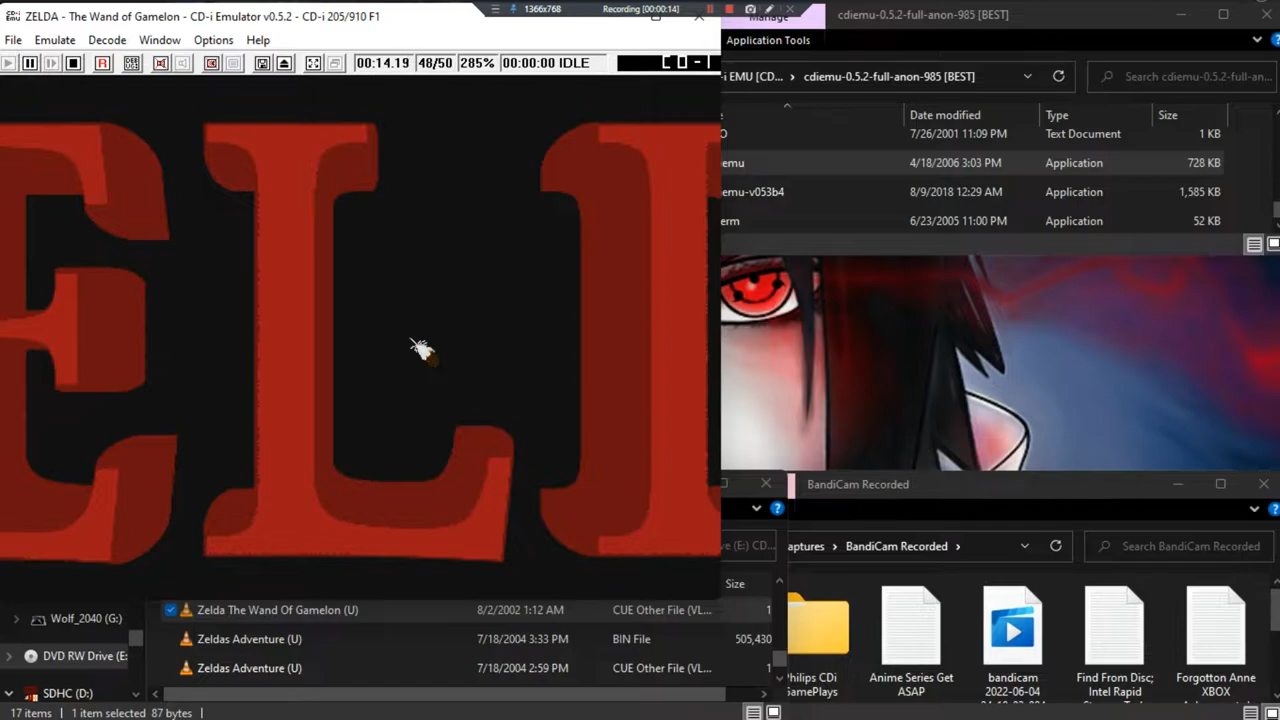 ZELDA - The Wand of Gamelon - CD-i Emulator v0.5.2 - CD-i 205/910 F1
1366x768 Recording [00:00:14]
File Emulate Decode Window Options Help
00:14.19 48/50 285% 00:00:00 IDLE CD-I
ELD
Manage cdiemu-0.5.2-full-anon-985 [BEST]
Application Tools
-i EMU [CD... > cdiemu-0.5.2-full-anon-985 [BEST] Search cdiemu-0.5.2-full-an...
Date modified Type Size
O 7/26/2001 11:09 PM Text Document 1 KB
emu 4/18/2006 3:03 PM Application 728 KB
emu-v053b4 8/9/2018 12:29 AM Application 1,585 KB
erm 6/23/2005 11:00 PM Application 52 KB
ve (E:) CD... Size
Wolf_2040 (G:)
DVD RW Drive (E:
SDHC (D:)
Zelda The Wand Of Gamelon (U) 8/2/2002 1:12 AM CUE Other File (VL... 1
Zeldas Adventure (U) 7/18/2004 3:33 PM BIN File 505,430
Zeldas Adventure (U) 7/18/2004 2:59 PM CUE Other File (VL... 1
17 items 1 item selected 87 bytes
BandiCam Recorded
aptures > BandiCam Recorded > Search BandiCam Recorded
Philips CDi
GamePlays
Anime Series Get
ASAP
bandicam
2022-06-04
Find From Disc;
Intel Rapid
Forgotton Anne
XBOX